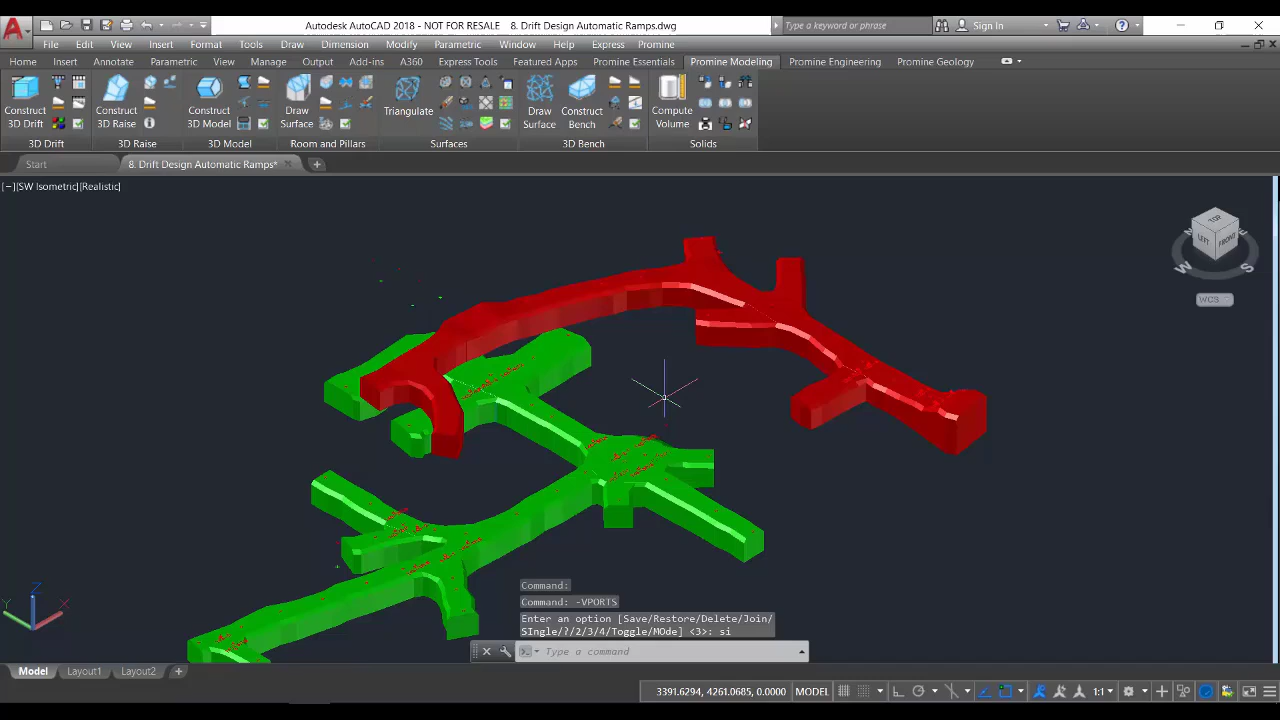 Autodesk AutoCAD 2018 - NOT FOR RESALE 8. Drift Design Automatic Ramps.dwg
Type a keyword or phrase
Sign In
File Edit View Insert Format Tools Draw Dimension Modify Parametric Window Help Express Promine
Home Insert Annotate Parametric View Manage Output Add-ins A360 Express Tools Featured Apps Promine Essentials Promine Modeling Promine Engineering Promine Geology
Construct 3D Drift
Construct 3D Raise
Construct 3D Model
Draw Surface
Triangulate
Draw Surface
Construct Bench
Compute Volume
3D Drift 3D Raise 3D Model Room and Pillars Surfaces 3D Bench Solids
Start 8. Drift Design Automatic Ramps*
[−][SW Isometric][Realistic]
TOP
LEFT FRONT
W S
WCS
Command:
Command: -VPORTS
Enter an option [Save/Restore/Delete/Join/
SIngle/?/2/3/4/Toggle/MOde] <3>: si
Type a command
Z
Y X
Model Layout1 Layout2
3391.6294, 4261.0685, 0.0000 MODEL 1:1